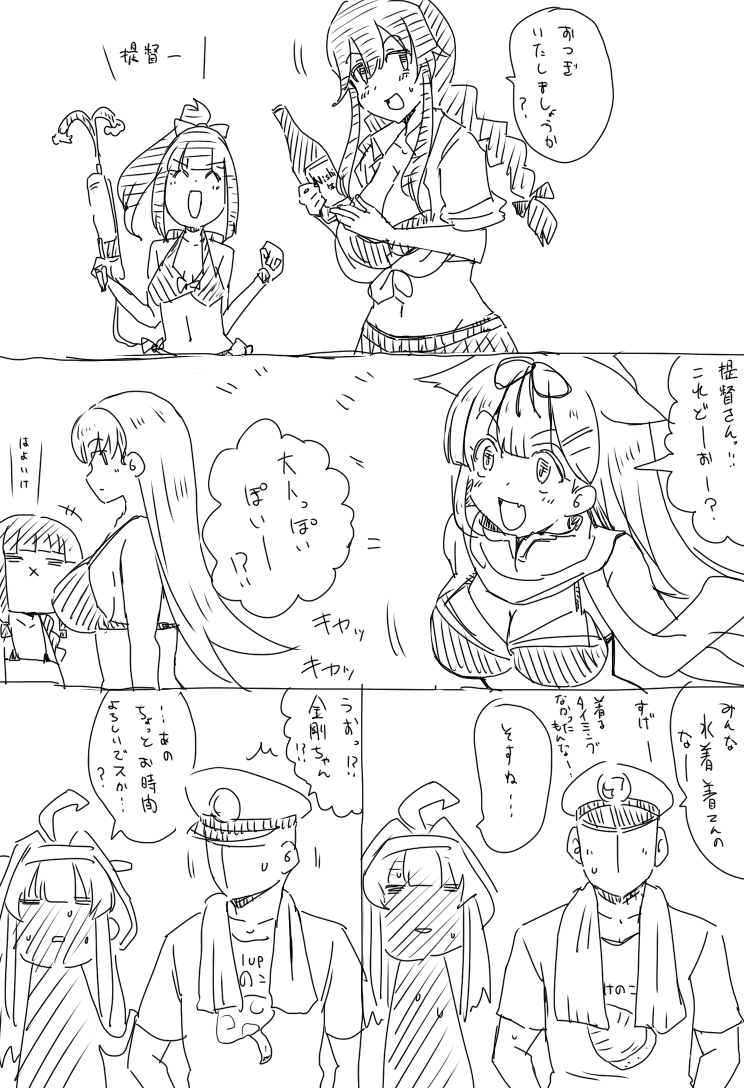 おつぎ
いたしましょうか
?
提督ー
Nishi
提督さんっ!!
これどーおー?
大人っぽい
ぽいー
!?
キャッ
キャッ
はよいけ
みんな
水着着てんの
なー
すげー
着る
タイミング
なかった
もんなー…
そすね…
けのこ
うおっ!?
金剛ちゃん
!?
…あの
ちょっとお時間
よろしいでスか…
?
1up
のこ